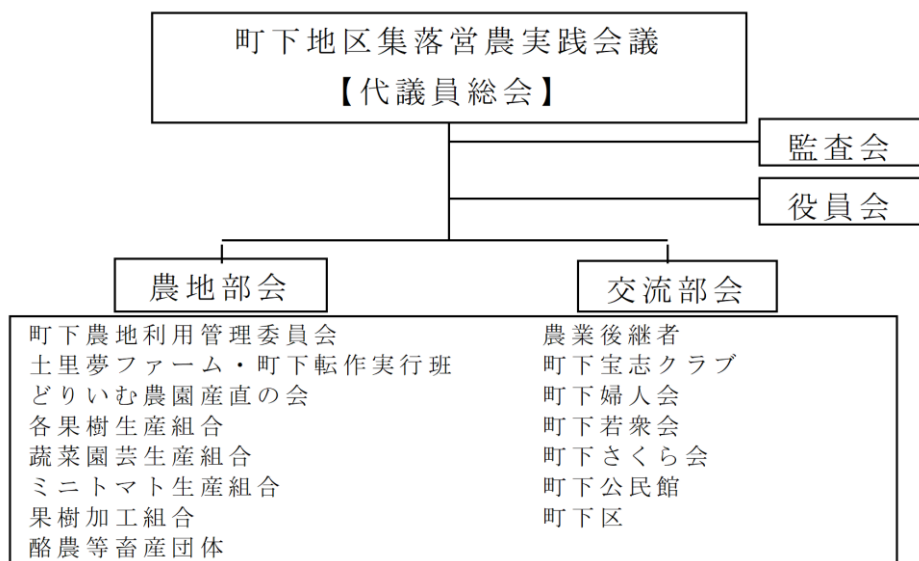 町下地区集落営農実践会議
【代議員総会】
監査会
役員会
農地部会
交流部会
町下農地利用管理委員会
土里夢ファーム・町下転作実行班
どりいむ農園産直の会
各果樹生産組合
蔬菜園芸生産組合
ミニトマト生産組合
果樹加工組合
酪農等畜産団体
農業後継者
町下宝志クラブ
町下婦人会
町下若衆会
町下さくら会
町下公民館
町下区